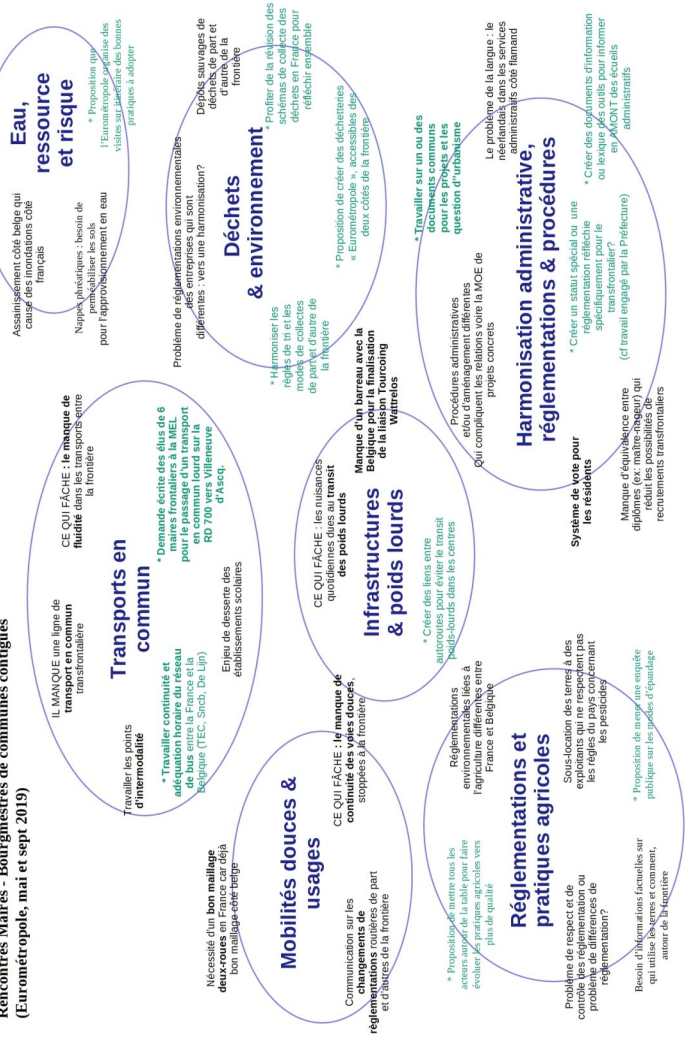 Rencontres Maires - Bourgmestres de communes contiguës
(Eurométropole, mai et sept 2019)
Nécessité d'un bon maillage
deux-roues en France car déjà
bon maillage côté belge
Mobilités douces &
usages
CE QUI FÂCHE : le manque de
continuité des voies douces,
stoppées à la frontière
Communication sur les
changements de
réglementations routières de part
et d'autres de la frontière
IL MANQUE une ligne de
transport en commun
transfrontalière
CE QUI FÂCHE : le manque de
fluidité dans les transports entre
la frontière
Travailler les points
d'intermodalité
Transports en
commun
* Travailler continuité et
adéquation horaire du réseau
de bus entre la France et la
Belgique (TEC, Sncb, De Lijn)
* Demande écrite des élus de 6
maires frontaliers à la MEL
pour le passage d'un transport
en commun lourd sur la
RD 700 vers Villeneuve
d'Ascq.
Enjeu de desserte des
établissements scolaires
Assainissement côté belge qui
cause des inondations côté
français
Eau,
ressource
et risque
* Proposition que
l'Eurométropole organise des
visites sur itinéraire des bonnes
pratiques à adopter
Nappes phréatiques : besoin de
perméabiliser les sols
pour l'approvisionnement en eau
Problème de réglementations environnementales
des entreprises qui sont
différentes : vers une harmonisation?
Dépôts sauvages de
déchets de part et
d'autre de la
frontière
Déchets
& environnement
* Profiter de la révision des
schémas de collecte des
déchets en France pour
réfléchir ensemble
* Harmoniser les
règles de tri et les
modes de collectes
de part et d'autre de
la frontière
* Proposition de créer des déchetteries
« Eurométropole », accessibles des
deux côtés de la frontière
CE QUI FÂCHE : les nuisances
quotidiennes dues au transit
des poids lourds
Manque d'un barreau avec la
Belgique pour la finalisation
de la liaison Tourcoing
Wattrelos
Infrastructures
& poids lourds
* Créer des liens entre
autoroutes pour éviter le transit
poids-lourds dans les centres
* Proposition de mettre tous les
acteurs autour de la table pour faire
évoluer les pratiques agricoles vers
plus de qualité
Réglementations
environnementales liées à
l'agriculture différentes entre
France et Belgique
Réglementations et
pratiques agricoles
Problème de respect et de
contrôle des réglementation ou
problème de différences de
réglementation?
Sous-location des terres à des
exploitants qui ne respectent pas
les règles du pays concernant
les pesticides
Besoin d'informations factuelles sur
qui utilise les terres et comment,
autour de la frontière
* Proposition de mener une enquête
publique sur les modes d'épandage
* Travailler sur un ou des
documents communs
pour les projets et les
question d''urbanisme
Procédures administratives
et/ou d'aménagement différentes
Qui compliquent les relations voire la MOE de
projets concrets
Le problème de la langue : le
néerlandais dans les services
administratifs côté flamand
Harmonisation administrative,
réglementations & procédures
Système de vote pour
les résidents
* Créer un statut spécial ou une
réglementation réfléchie
spécifiquement pour le
transfrontalier?
(cf travail engagé par la Préfecture)
* Créer des documents d'information
ou lexique des outils pour informer
en AMONT des écueils
administratifs
Manque d'équivalence entre
diplômes (ex: maître-nageur) qui
réduit les possibilités de
recrutements transfrontaliers